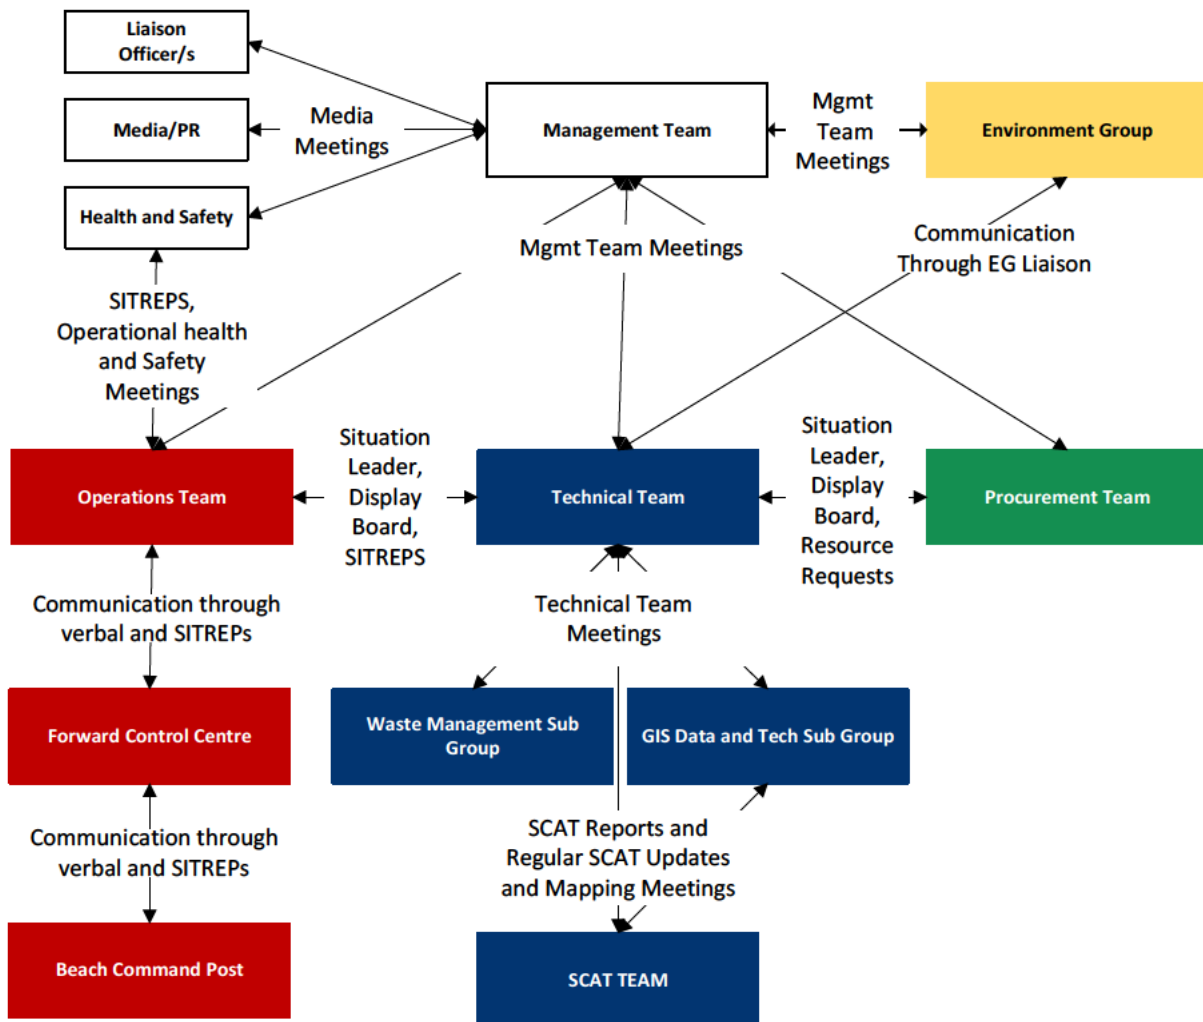 Liaison
Officer/s
Media/PR
Media
Meetings
Management Team
Mgmt
Team
Meetings
Environment Group
Health and Safety
Mgmt Team Meetings
Communication
Through EG Liaison
SITREPS,
Operational health
and Safety
Meetings
Operations Team
Situation
Leader,
Display
Board,
SITREPS
Technical Team
Situation
Leader,
Display
Board,
Resource
Requests
Procurement Team
Communication through
verbal and SITREPs
Technical Team
Meetings
Forward Control Centre
Waste Management Sub
Group
GIS Data and Tech Sub Group
Communication through
verbal and SITREPs
SCAT Reports and
Regular SCAT Updates
and Mapping Meetings
Beach Command Post
SCAT TEAM